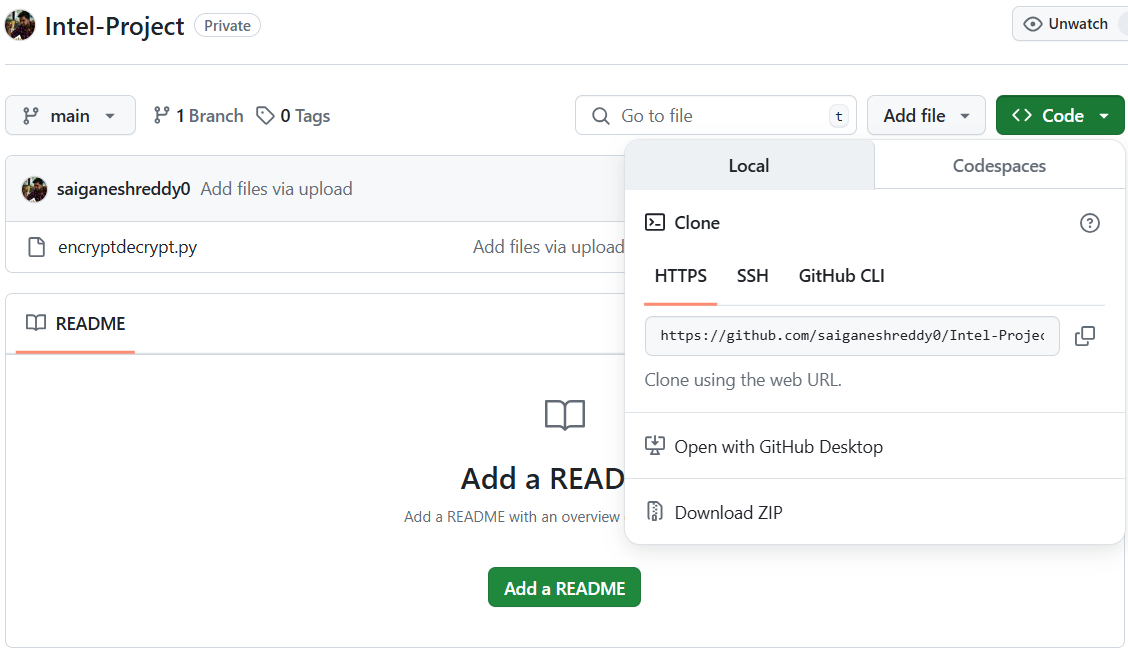 Intel-Project Private
Unwatch
main 1 Branch 0 Tags
Go to file t
Add file
Code
Local Codespaces
saiganeshreddy0 Add files via upload
encryptdecrypt.py Add files via upload
Clone
HTTPS SSH GitHub CLI
https://github.com/saiganeshreddy0/Intel-Projec
Clone using the web URL.
Open with GitHub Desktop
Download ZIP
README
Add a READ
Add a README with an overview
Add a README